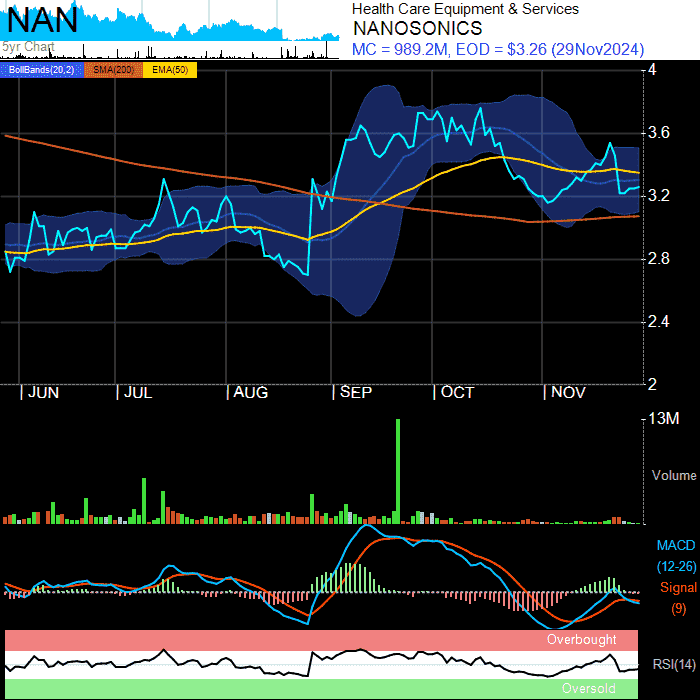 NAN
5yr Chart
Health Care Equipment & Services
NANOSONICS
MC = 989.2M, EOD = $3.26 (29Nov2024)
BollBands(20,2) SMA(200) EMA(50)
4
3.6
3.2
2.8
2.4
2
JUN JUL AUG SEP OCT NOV
13M
Volume
MACD
(12-26)
Signal
(9)
Overbought
RSI(14)
Oversold